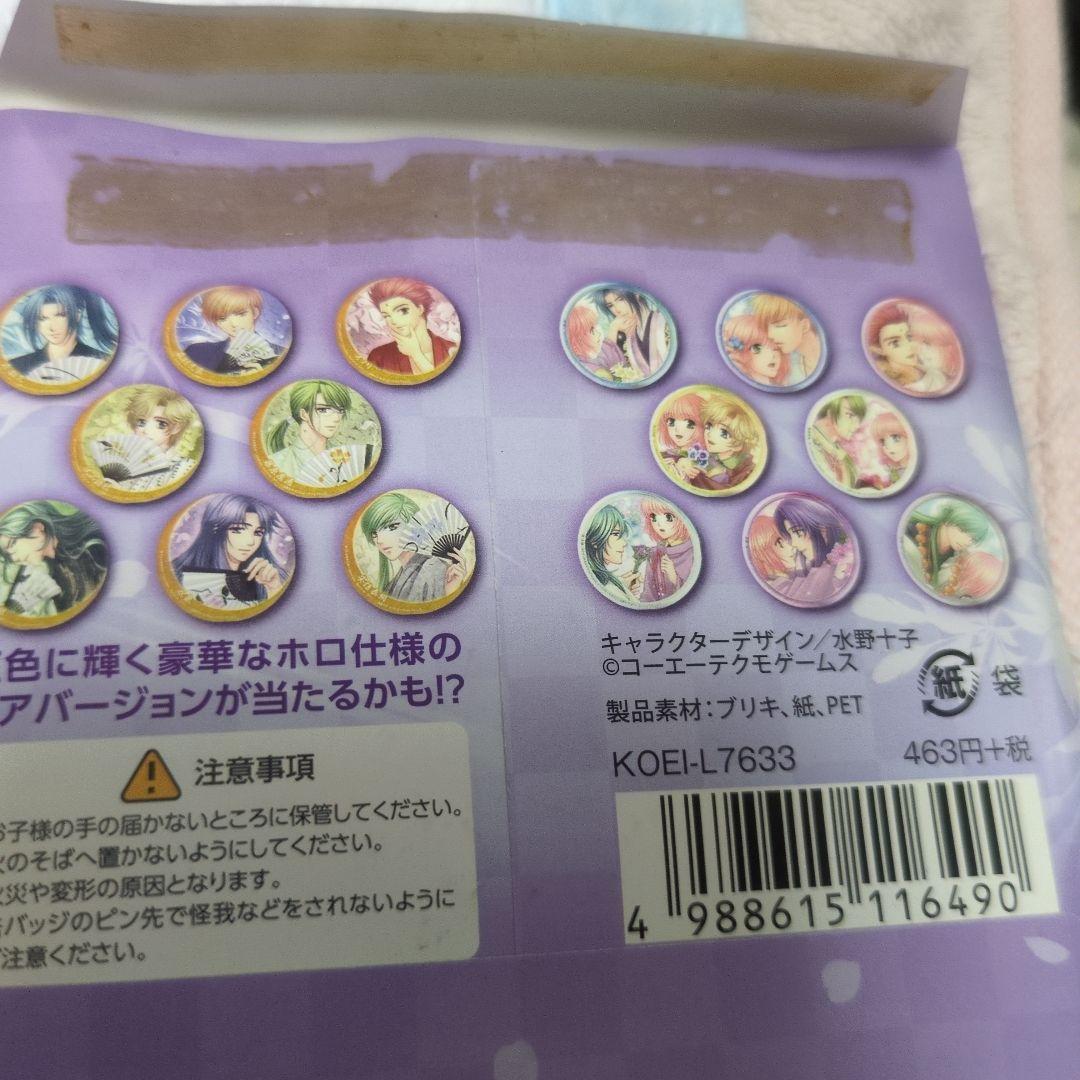 色に輝く豪華なホロ仕様の
アバージョンが当たるかも!?
注意事項
お子様の手の届かないところに保管してください。
火のそばへ置かないようにしてください。
火災や変形の原因となります。
バッジのピン先で怪我などをされないように
ご注意ください。
キャラクターデザイン/水野十子
©コーエーテクモゲームス
紙 袋
製品素材:ブリキ、紙、PET
KOEI-L7633 463円+税
4 988615 116490